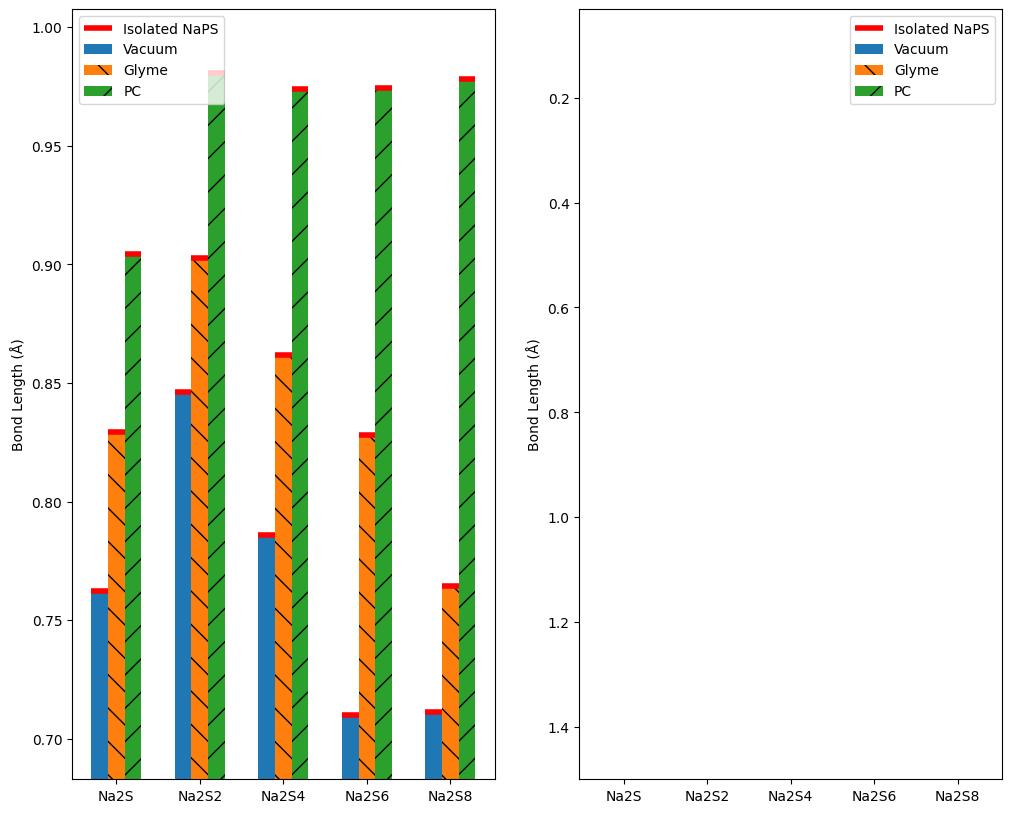 Isolated NaPS
Vacuum
Glyme
PC
1.00
0.95
0.90
0.85
0.80
0.75
0.70
Bond Length (Å)
Na2S Na2S2 Na2S4 Na2S6 Na2S8
Isolated NaPS
Vacuum
Glyme
PC
0.2
0.4
0.6
0.8
1.0
1.2
1.4
Bond Length (Å)
Na2S Na2S2 Na2S4 Na2S6 Na2S8